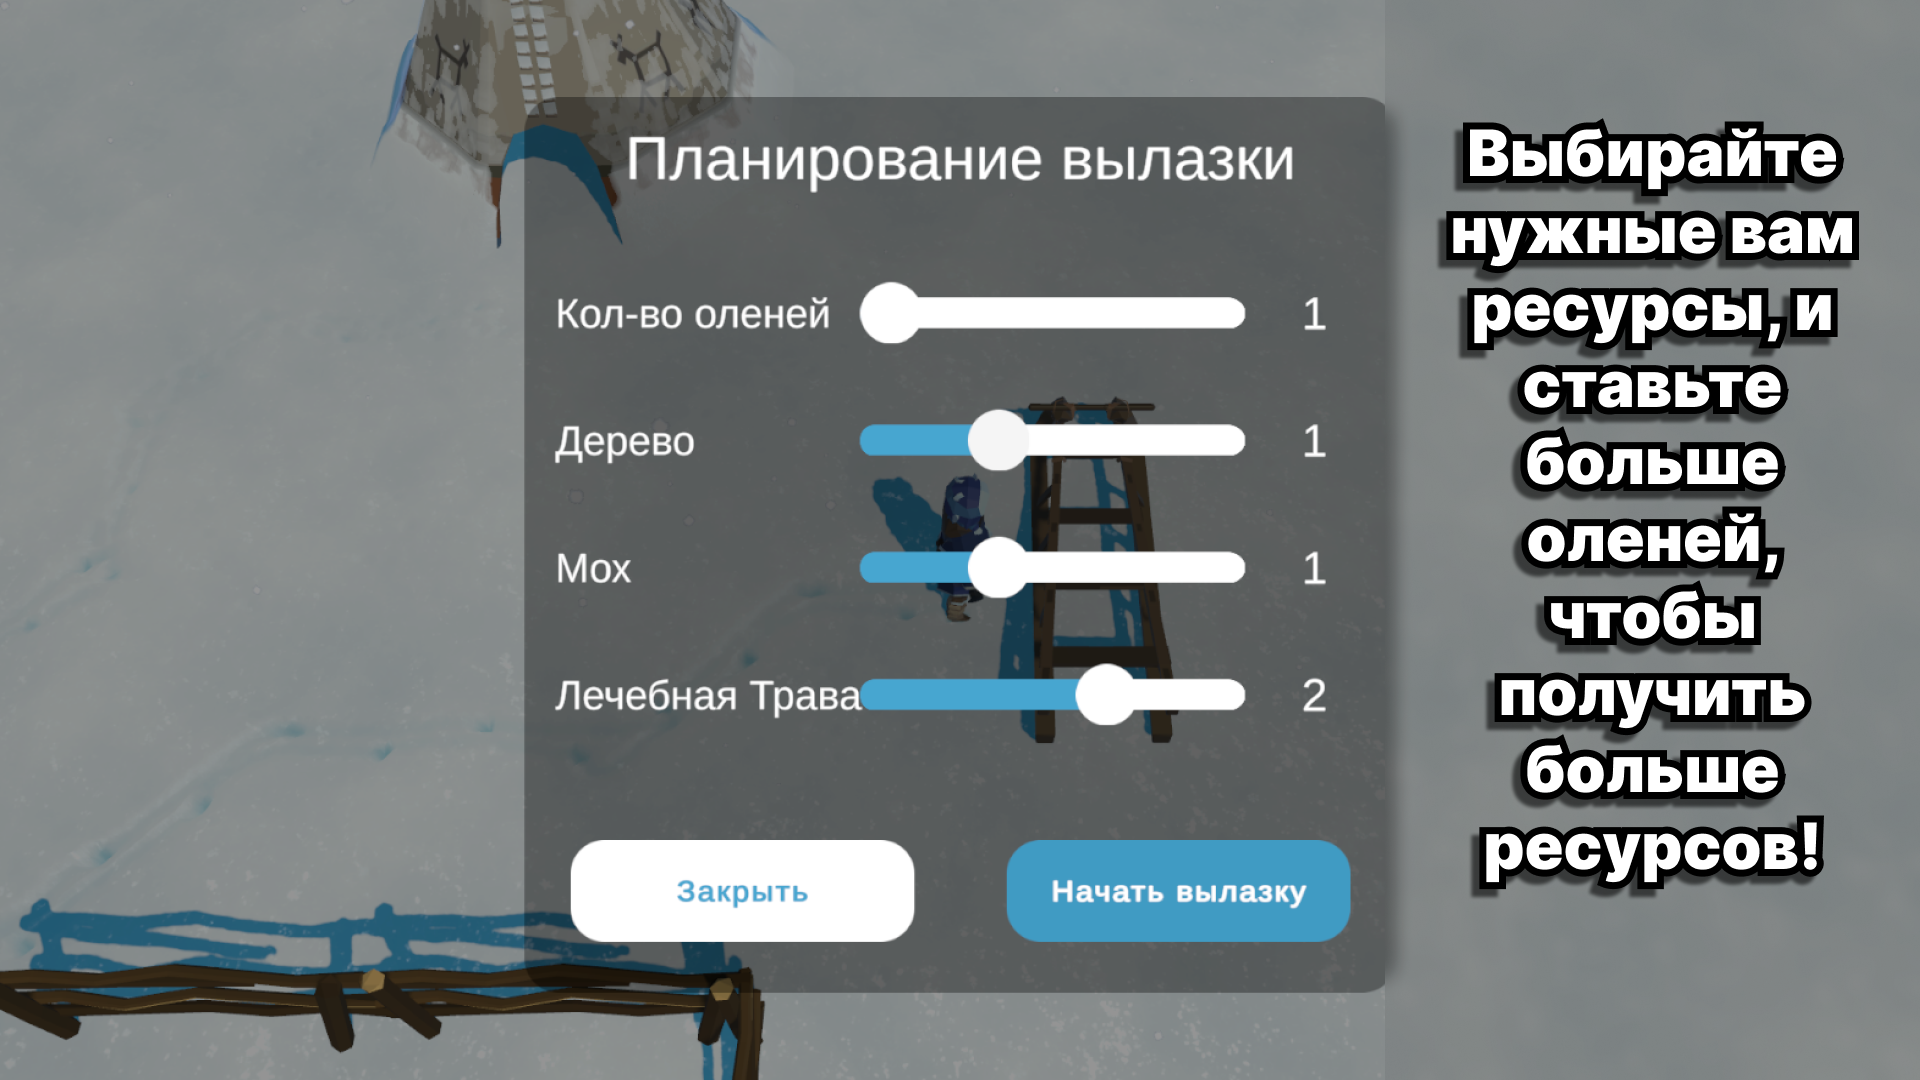 Планирование вылазки
Кол-во оленей 1
Дерево 1
Мох 1
Лечебная Трава 2
Закрыть
Начать вылазку
Выбирайте
нужные вам
ресурсы, и
ставьте
больше
оленей,
чтобы
получить
больше
ресурсов!